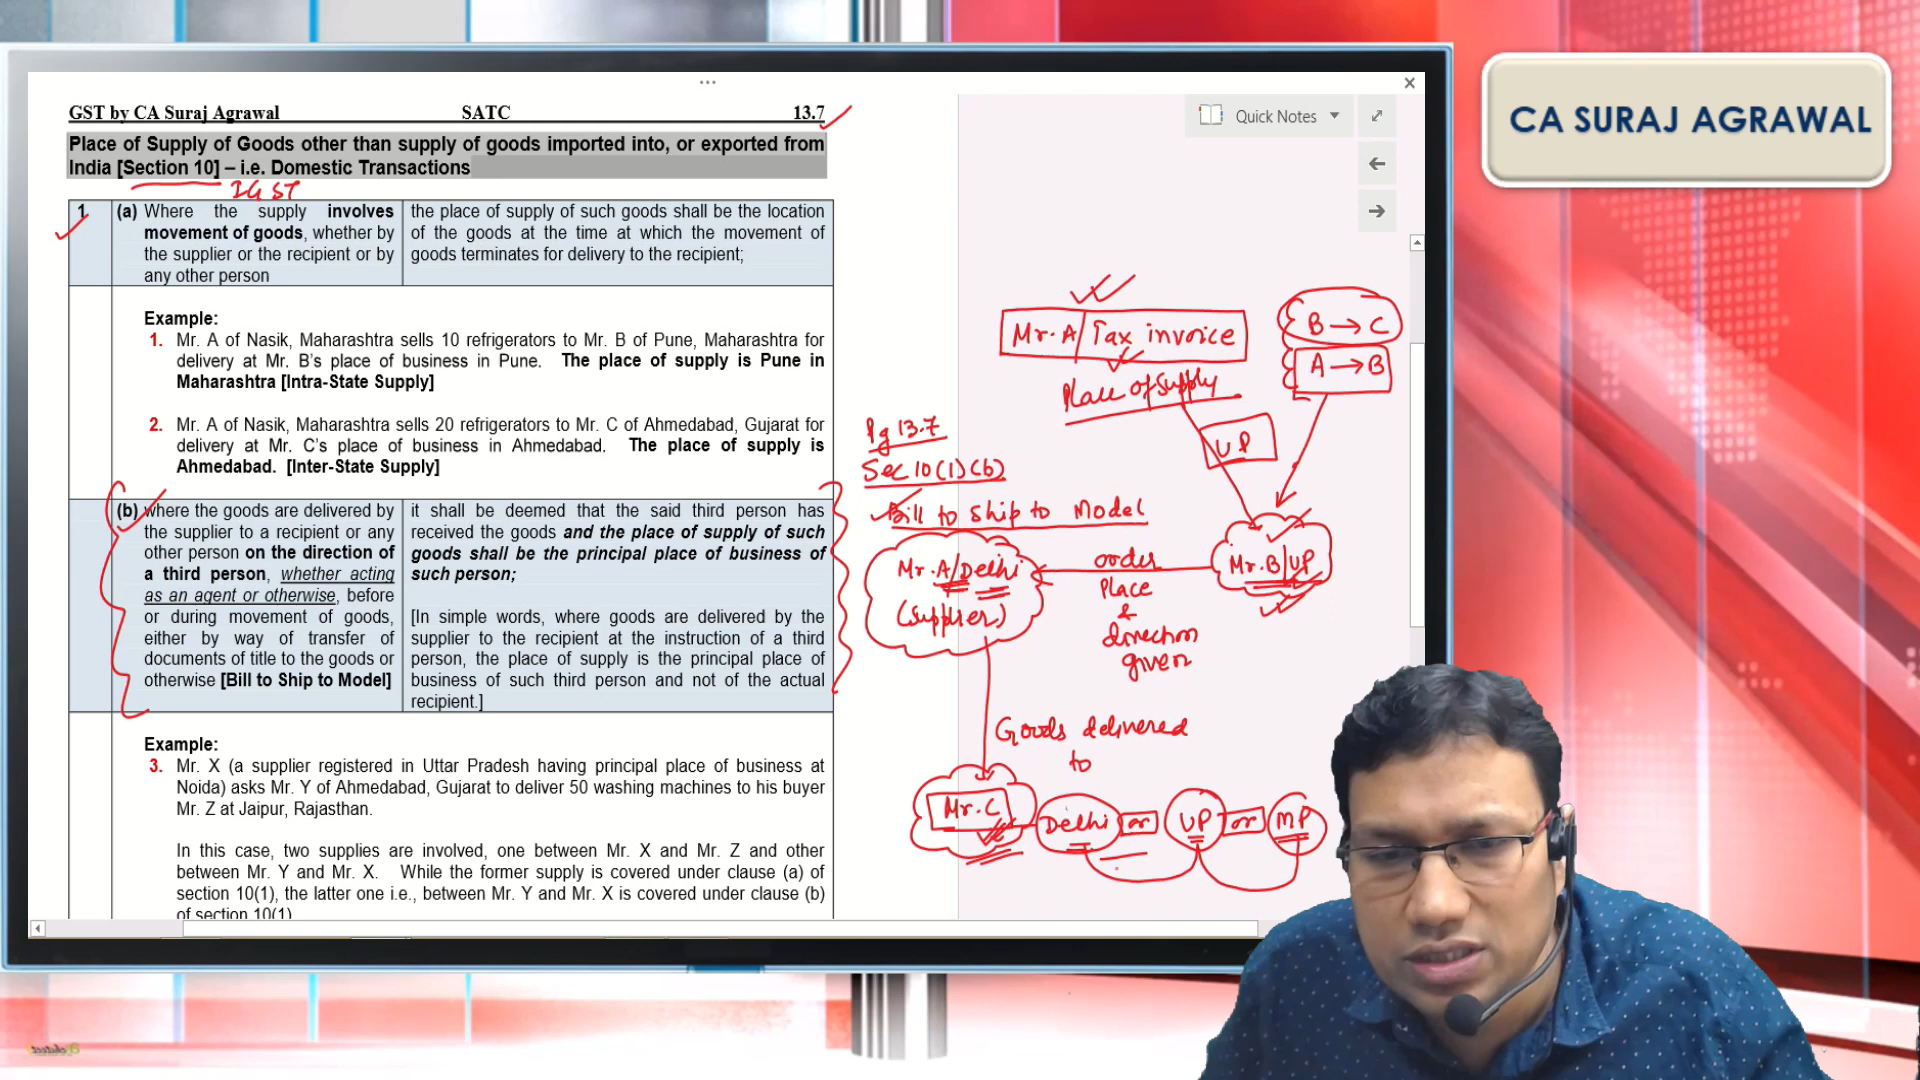 CA SURAJ AGRAWAL
GST by CA Suraj Agrawal SATC 13.7
Place of Supply of Goods other than supply of goods imported into, or exported from
India [Section 10] – i.e. Domestic Transactions
IGST
1 (a) Where the supply involves
movement of goods, whether by
the supplier or the recipient or by
any other person
the place of supply of such goods shall be the location
of the goods at the time at which the movement of
goods terminates for delivery to the recipient;
Example:
1. Mr. A of Nasik, Maharashtra sells 10 refrigerators to Mr. B of Pune, Maharashtra for
delivery at Mr. B's place of business in Pune. The place of supply is Pune in
Maharashtra [Intra-State Supply]
2. Mr. A of Nasik, Maharashtra sells 20 refrigerators to Mr. C of Ahmedabad, Gujarat for
delivery at Mr. C's place of business in Ahmedabad. The place of supply is
Ahmedabad. [Inter-State Supply]
(b) where the goods are delivered by
the supplier to a recipient or any
other person on the direction of
a third person, whether acting
as an agent or otherwise, before
or during movement of goods,
either by way of transfer of
documents of title to the goods or
otherwise [Bill to Ship to Model]
it shall be deemed that the said third person has
received the goods and the place of supply of such
goods shall be the principal place of business of
such person;
[In simple words, where goods are delivered by the
supplier to the recipient at the instruction of a third
person, the place of supply is the principal place of
business of such third person and not of the actual
recipient.]
Example:
3. Mr. X (a supplier registered in Uttar Pradesh having principal place of business at
Noida) asks Mr. Y of Ahmedabad, Gujarat to deliver 50 washing machines to his buyer
Mr. Z at Jaipur, Rajasthan.
In this case, two supplies are involved, one between Mr. X and Mr. Z and other
between Mr. Y and Mr. X. While the former supply is covered under clause (a) of
section 10(1), the latter one i.e., between Mr. Y and Mr. X is covered under clause (b)
of section 10(1)
Quick Notes
Mr. A/ Tax invoice
Place of Supply
B → C
A → B
UP
Pg 13.7
Sec 10(1)(b)
Bill to Ship to Model
Mr. A/Delhi
(Supplier)
order
Place
&
direction
given
Mr. B/UP
Goods delivered
to
Mr. C Delhi or UP or MP